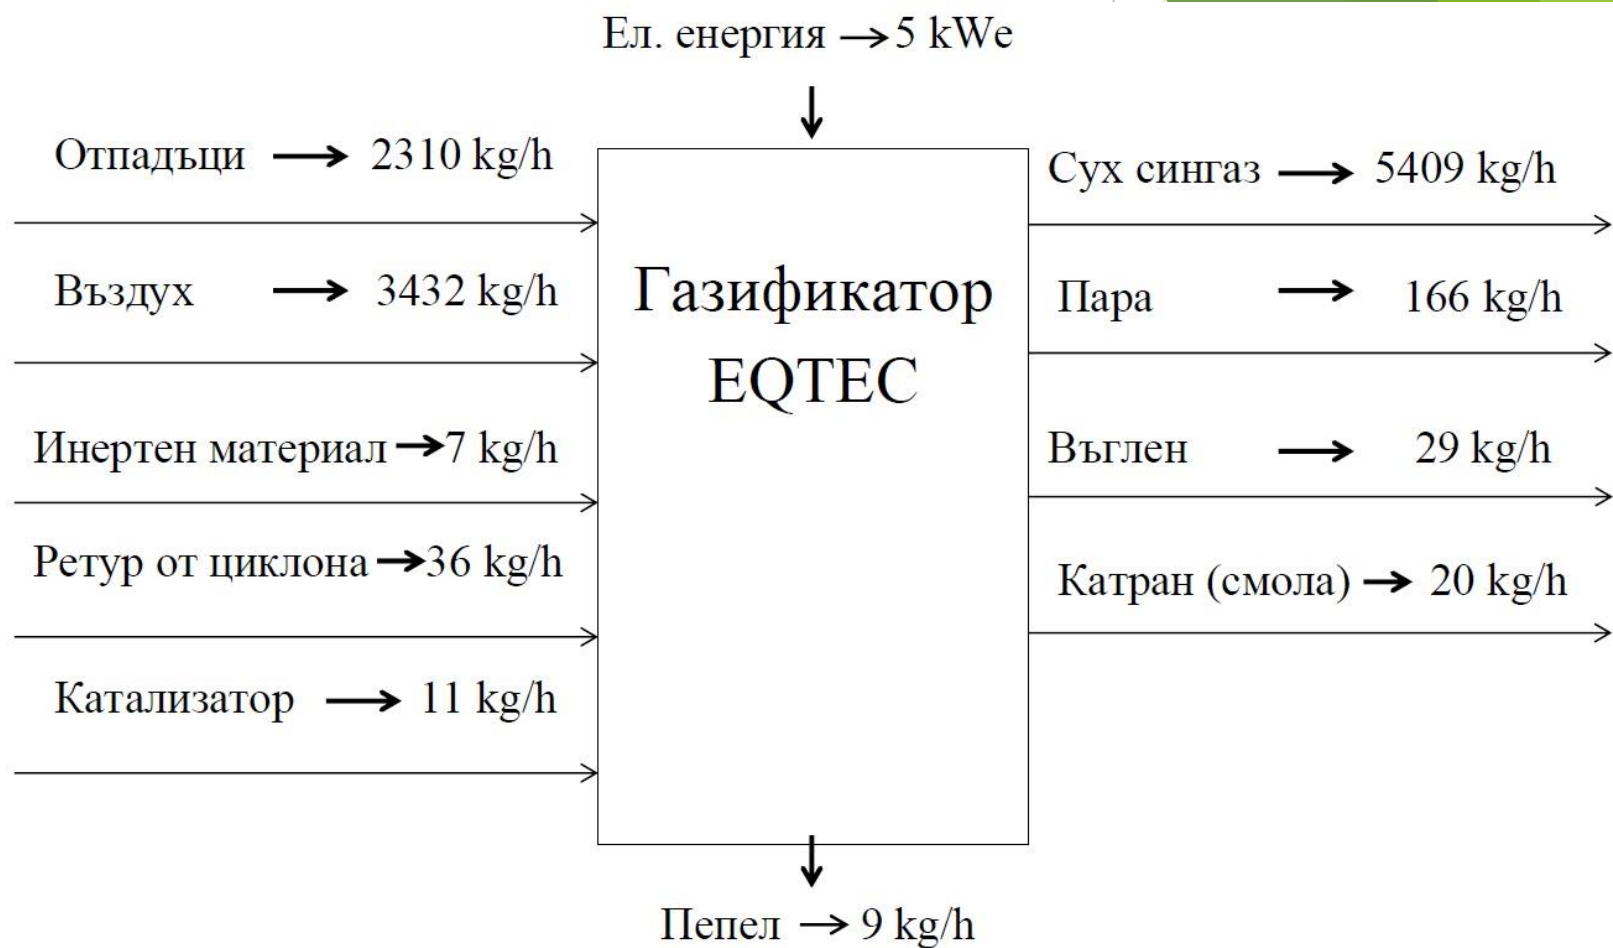 Ел. енергия → 5 kWe
Отпадъци → 2310 kg/h
Въздух → 3432 kg/h
Инертен материал → 7 kg/h
Ретур от циклона → 36 kg/h
Катализатор → 11 kg/h
Газификатор
EQTEC
Сух сингаз → 5409 kg/h
Пара → 166 kg/h
Въглен → 29 kg/h
Катран (смола) → 20 kg/h
Пепел → 9 kg/h